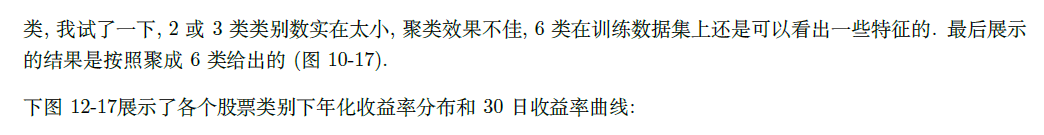 类, 我试了一下, 2 或 3 类类别数实在太小, 聚类效果不佳, 6 类在训练数据集上还是可以看出一些特征的. 最后展示
的结果是按照聚成 6 类给出的 (图 10-17).
下图 12-17展示了各个股票类别下年化收益率分布和 30 日收益率曲线: